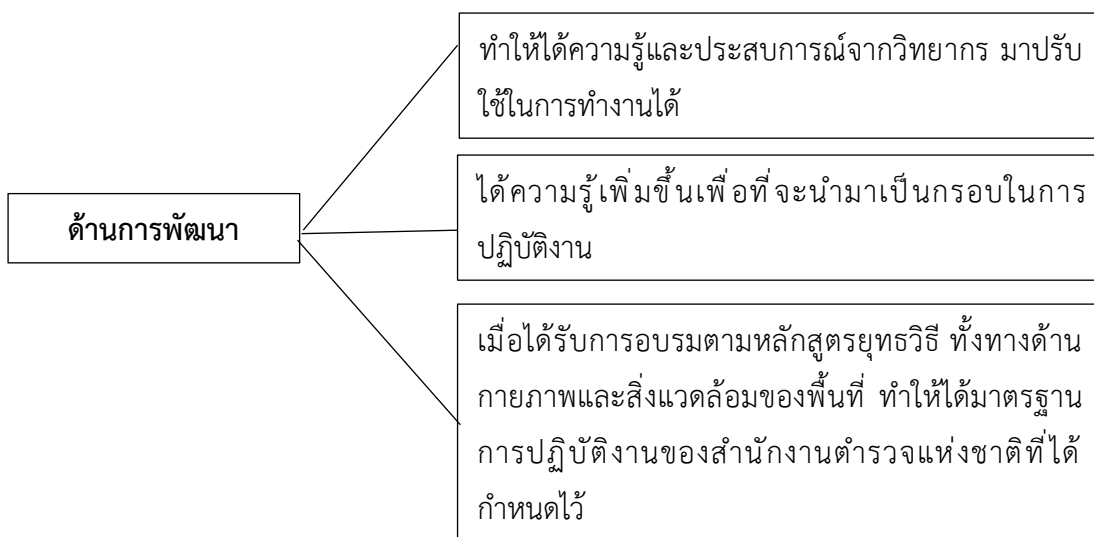 ทำให้ได้ความรู้และประสบการณ์จากวิทยากร มาปรับ
ใช้ในการทำงานได้
ได้ความรู้เพิ่มขึ้นเพื่อที่จะนำมาเป็นกรอบในการ
ปฏิบัติงาน
ด้านการพัฒนา
เมื่อได้รับการอบรมตามหลักสูตรยุทธวิธี ทั้งทางด้าน
กายภาพและสิ่งแวดล้อมของพื้นที่ ทำให้ได้มาตรฐาน
การปฏิบัติงานของสำนักงานตำรวจแห่งชาติที่ได้
กำหนดไว้